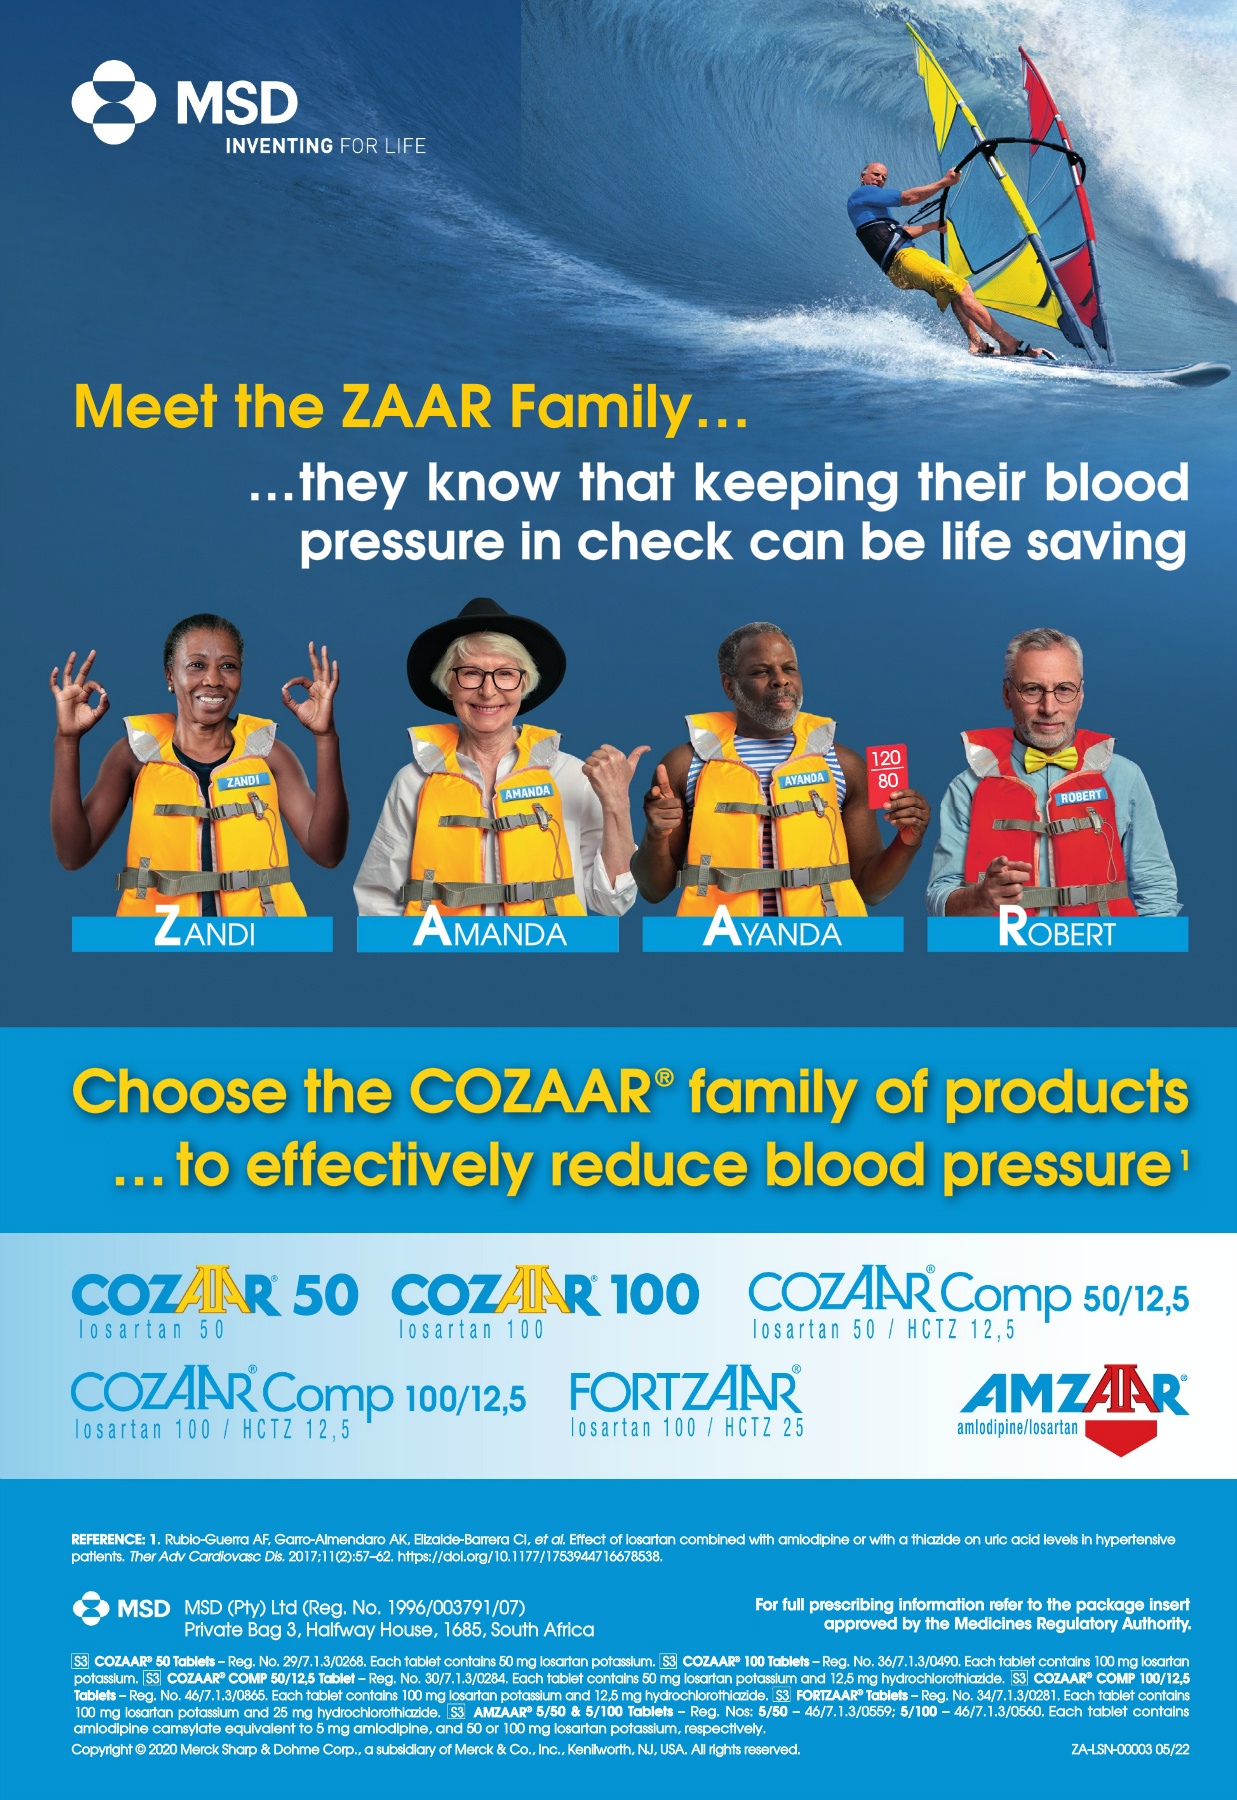 MSD
INVENTING FOR LIFE
Meet the ZAAR Family...
...they know that keeping their blood
pressure in check can be life saving
120
80
ZANDI
AMANDA
AYANDA
ROBERT
ZANDI
AMANDA
AYANDA
ROBERT
Choose the COZAAR® family of products
... to effectively reduce blood pressure 1
COZAAR® 50
losartan 50
COZAAR® 100
losartan 100
COZAAR® Comp 50/12,5
losartan 50 / HCTZ 12,5
COZAAR® Comp 100/12,5
losartan 100 / HCTZ 12,5
FORTZAAR®
losartan 100 / HCTZ 25
AMZAAR®
amlodipine/losartan
REFERENCE: 1. Rubio-Guerra AF, Garro-Almendaro AK, Elizalde-Barrera CI, et al. Effect of losartan combined with amlodipine or with a thiazide on uric acid levels in hypertensive
patients. Ther Adv Cardiovasc Dis. 2017;11(2):57–62. https://doi.org/10.1177/1753944716678538.
MSD
MSD (Pty) Ltd (Reg. No. 1996/003791/07)
Private Bag 3, Halfway House, 1685, South Africa
For full prescribing information refer to the package insert
approved by the Medicines Regulatory Authority.
S3 COZAAR® 50 Tablets – Reg. No. 29/7.1.3/0268. Each tablet contains 50 mg losartan potassium. S3 COZAAR® 100 Tablets – Reg. No. 36/7.1.3/0490. Each tablet contains 100 mg losartan
potassium. S3 COZAAR® COMP 50/12,5 Tablet – Reg. No. 30/7.1.3/0284. Each tablet contains 50 mg losartan potassium and 12,5 mg hydrochlorothiazide. S3 COZAAR® COMP 100/12,5
Tablets – Reg. No. 46/7.1.3/0865. Each tablet contains 100 mg losartan potassium and 12,5 mg hydrochlorothiazide. S3 FORTZAAR® Tablets – Reg. No. 34/7.1.3/0281. Each tablet contains
100 mg losartan potassium and 25 mg hydrochlorothiazide. S3 AMZAAR® 5/50 & 5/100 Tablets – Reg. Nos: 5/50 – 46/7.1.3/0559; 5/100 – 46/7.1.3/0560. Each tablet contains
amlodipine camsylate equivalent to 5 mg amlodipine, and 50 or 100 mg losartan potassium, respectively.
Copyright © 2020 Merck Sharp & Dohme Corp., a subsidiary of Merck & Co., Inc., Kenilworth, NJ, USA. All rights reserved.
ZA-LSN-00003 05/22